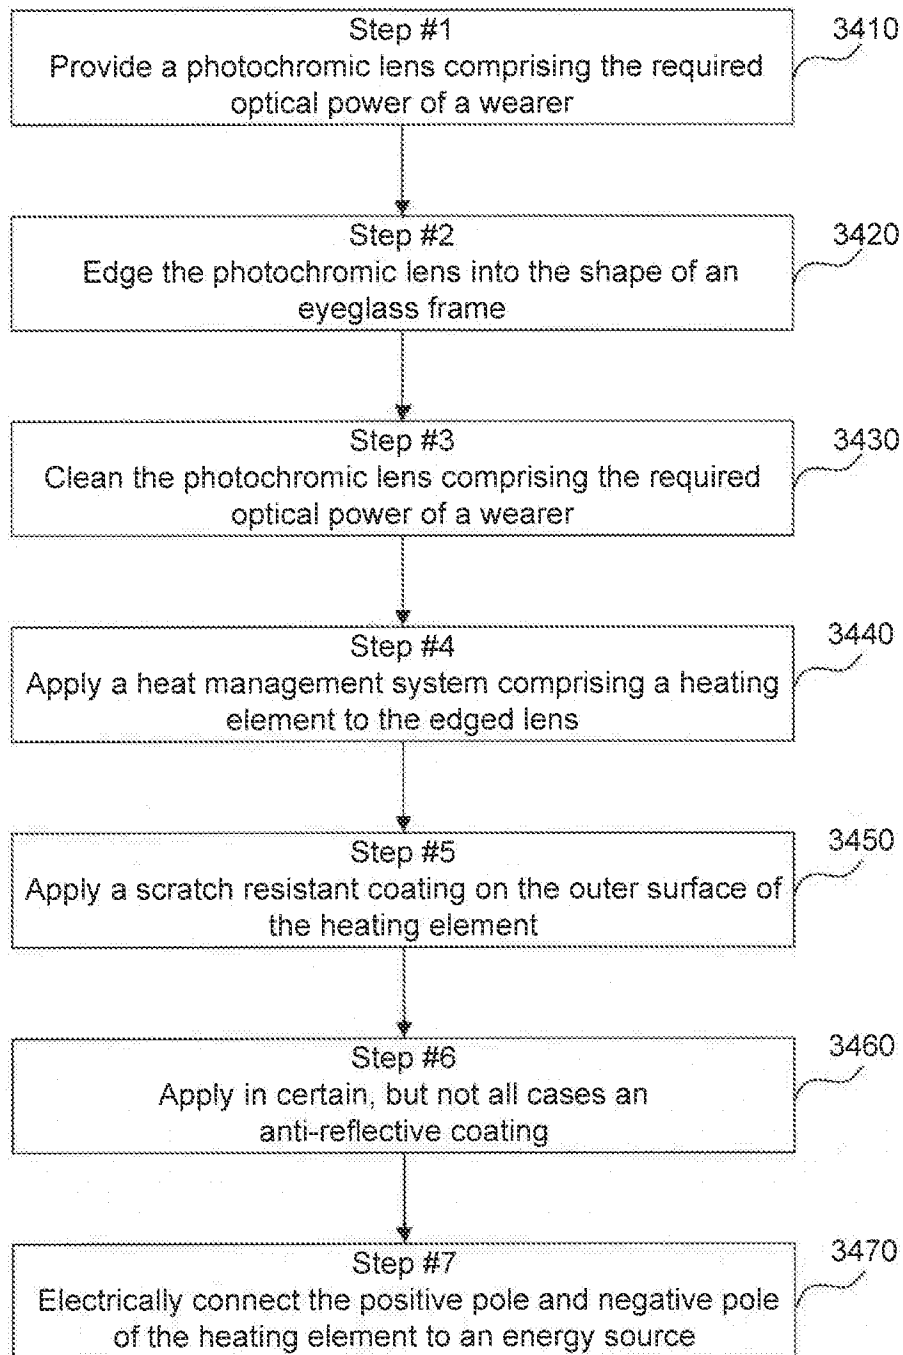 Step #1
Provide a photochromic lens comprising the required
optical power of a wearer
3410
Step #2
Edge the photochromic lens into the shape of an
eyeglass frame
3420
Step #3
Clean the photochromic lens comprising the required
optical power of a wearer
3430
Step #4
Apply a heat management system comprising a heating
element to the edged lens
3440
Step #5
Apply a scratch resistant coating on the outer surface of
the heating element
3450
Step #6
Apply in certain, but not all cases an
anti-reflective coating
3460
Step #7
Electrically connect the positive pole and negative pole
of the heating element to an energy source
3470